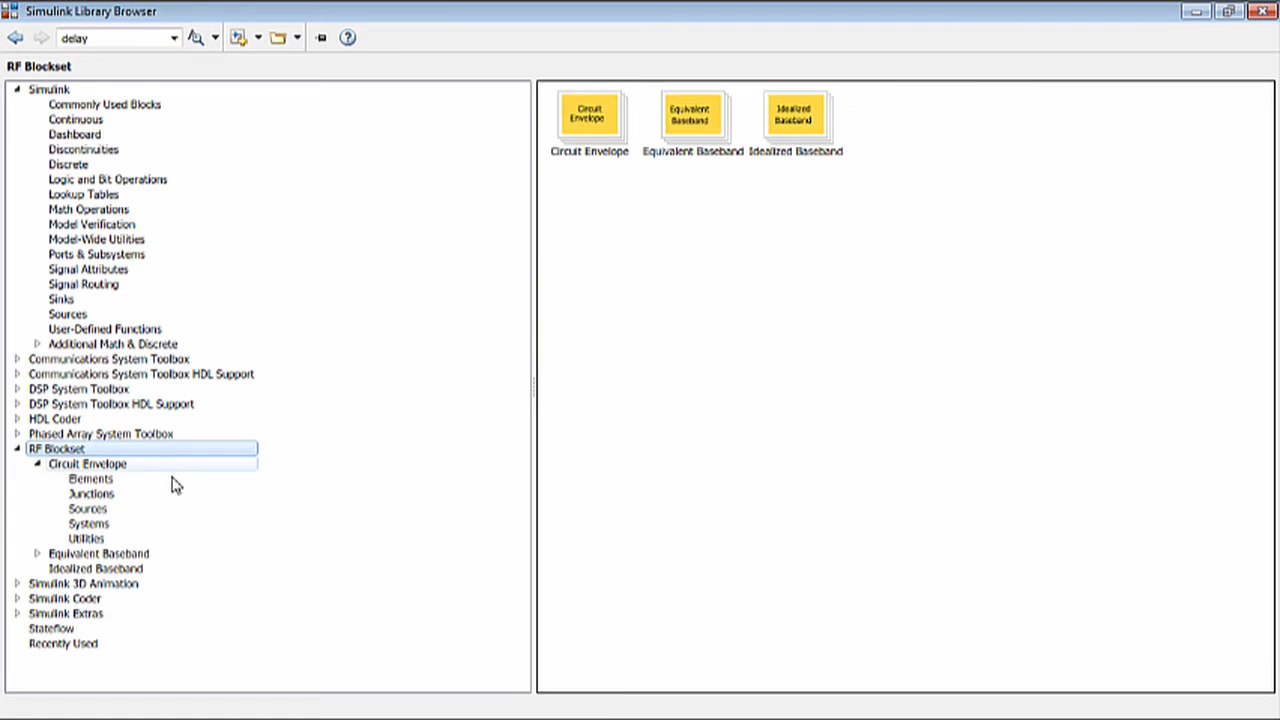 Simulink Library Browser
delay
RF Blockset
Simulink
Commonly Used Blocks
Continuous
Dashboard
Discontinuities
Discrete
Logic and Bit Operations
Lookup Tables
Math Operations
Model Verification
Model-Wide Utilities
Ports & Subsystems
Signal Attributes
Signal Routing
Sinks
Sources
User-Defined Functions
Additional Math & Discrete
Communications System Toolbox
Communications System Toolbox HDL Support
DSP System Toolbox
DSP System Toolbox HDL Support
HDL Coder
Phased Array System Toolbox
RF Blockset
Circuit Envelope
Elements
Junctions
Sources
Systems
Utilities
Equivalent Baseband
Idealized Baseband
Simulink 3D Animation
Simulink Coder
Simulink Extras
Stateflow
Recently Used
Circuit
Envelope
Circuit Envelope
Equivalent
Baseband
Equivalent Baseband
Idealized
Baseband
Idealized Baseband